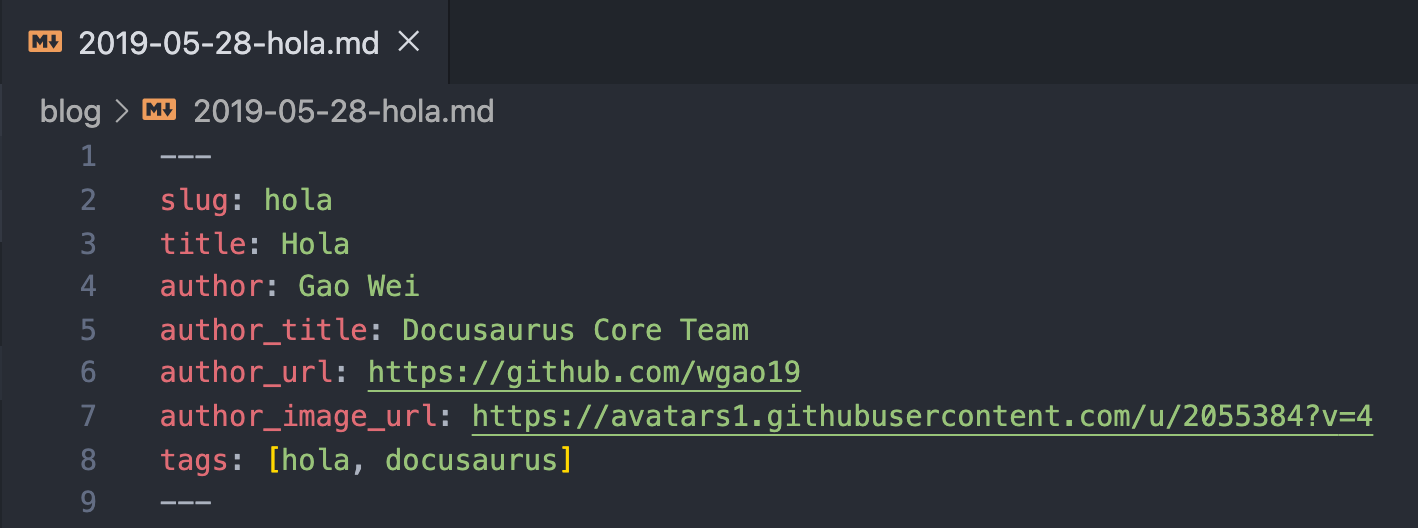 2019-05-28-hola.md
blog > 2019-05-28-hola.md
1 ---
2 slug: hola
3 title: Hola
4 author: Gao Wei
5 author_title: Docusaurus Core Team
6 author_url: https://github.com/wgao19
7 author_image_url: https://avatars1.githubusercontent.com/u/2055384?v=4
8 tags: [hola, docusaurus]
9 ---